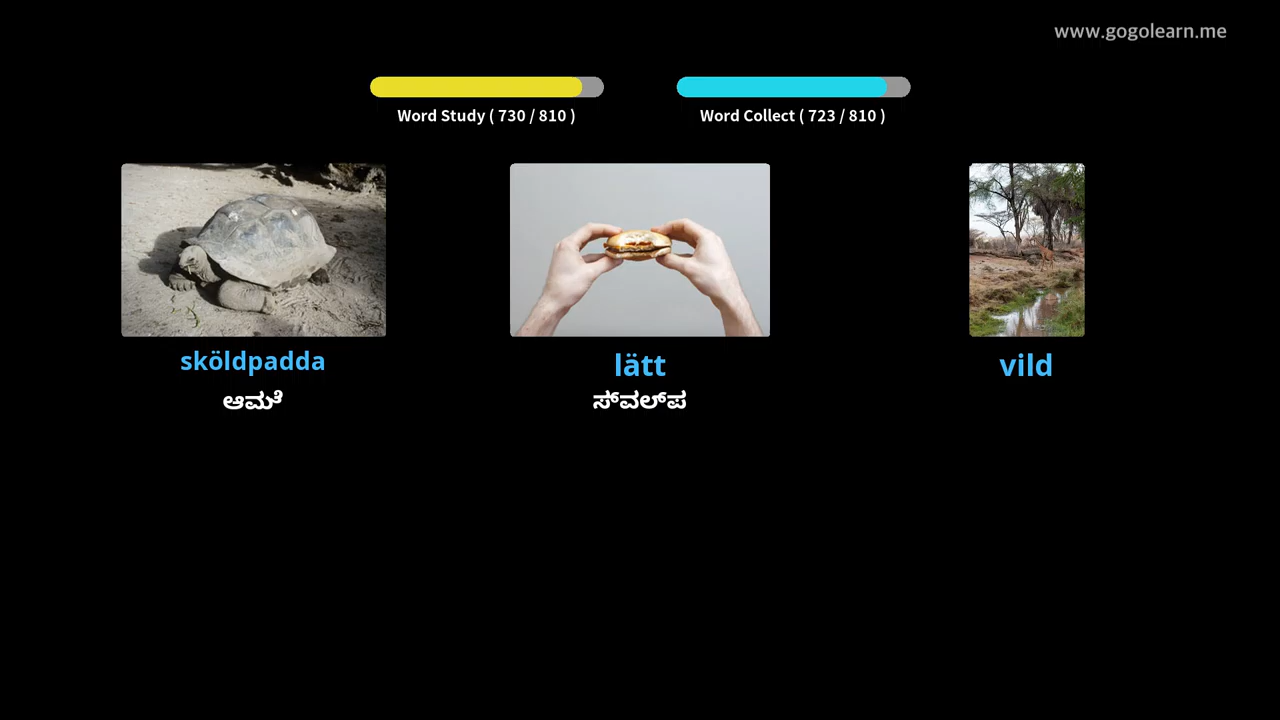 www.gogolearn.me
Word Study ( 730 / 810 )
Word Collect ( 723 / 810 )
sköldpadda
lätt
vild
ಆಮೆ
ಸ್ವಲ್ಪ